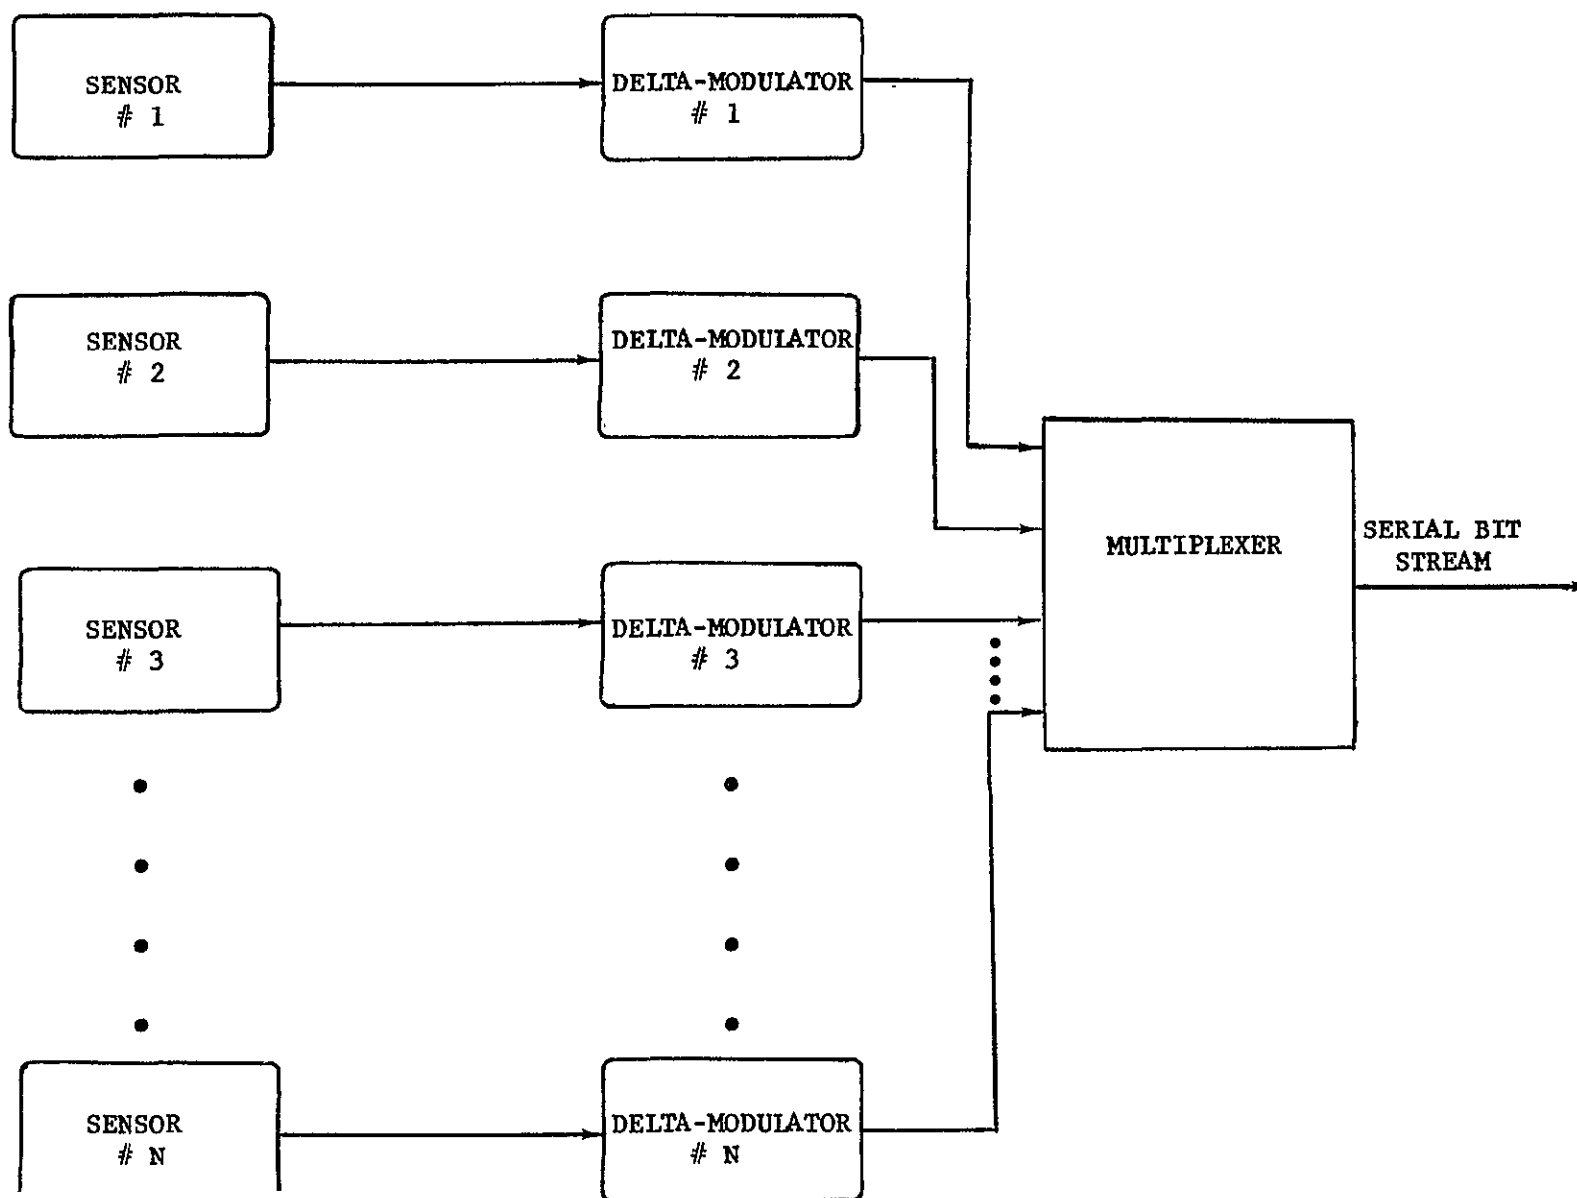 SENSOR
# 1
DELTA-MODULATOR
# 1
SENSOR
# 2
DELTA-MODULATOR
# 2
SENSOR
# 3
DELTA-MODULATOR
# 3
MULTIPLEXER
SERIAL BIT
STREAM
SENSOR
# N
DELTA-MODULATOR
# N